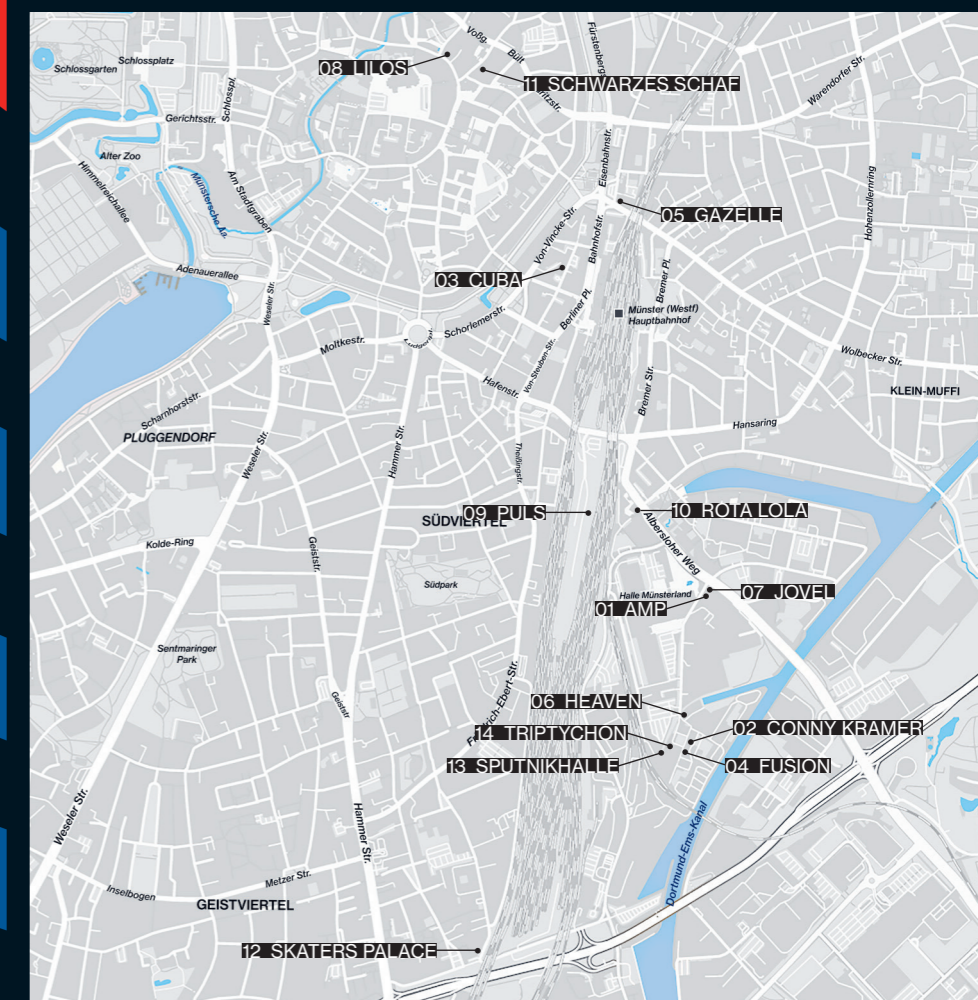 Voßg.
Bült
Fürstenberg
08 LILOS
Schlossplatz
Schlossgarten
11 SCHWARZES SCHAF
Warendorfer Str.
Schlosspl.
Gerichtsstr.
Alter Zoo
Himmelreichallee
Münstersche Aa.
Am Stadtgraben
Eisenbahnstr.
Hohenzollernring
05 GAZELLE
Von-Vincke-Str.
Bahnhofstr.
Adenauerallee
03 CUBA
Bremer Pl.
Weseler Str.
Berliner Pl.
Münster (Westf)
Hauptbahnhof
Schorlemerstr.
Moltkestr.
Wolbecker Str.
Von-Steuben-Str.
Hafenstr.
KLEIN-MUFFI
Bremer Str.
Scharnhorststr.
Hansaring
PLUGGENDORF
Weseler Str.
Hammer Str.
Theißingstr.
09 PULS
SÜDVIERTEL
10 ROTA LOLA
Albersloher Weg
Kolde-Ring
Geiststr.
Südpark
Halle Münsterland
07 JOVEL
01 AMP
Sentmaringer
Park
Geiststr
Friedrich-Ebert-Str.
06 HEAVEN
14 TRIPTYCHON
02 CONNY KRAMER
13 SPUTNIKHALLE
04 FUSION
Weseler Str.
Hammer Str.
Dortmund-Ems-Kanal
Metzer Str.
Inselbogen
GEISTVIERTEL
12 SKATERS PALACE